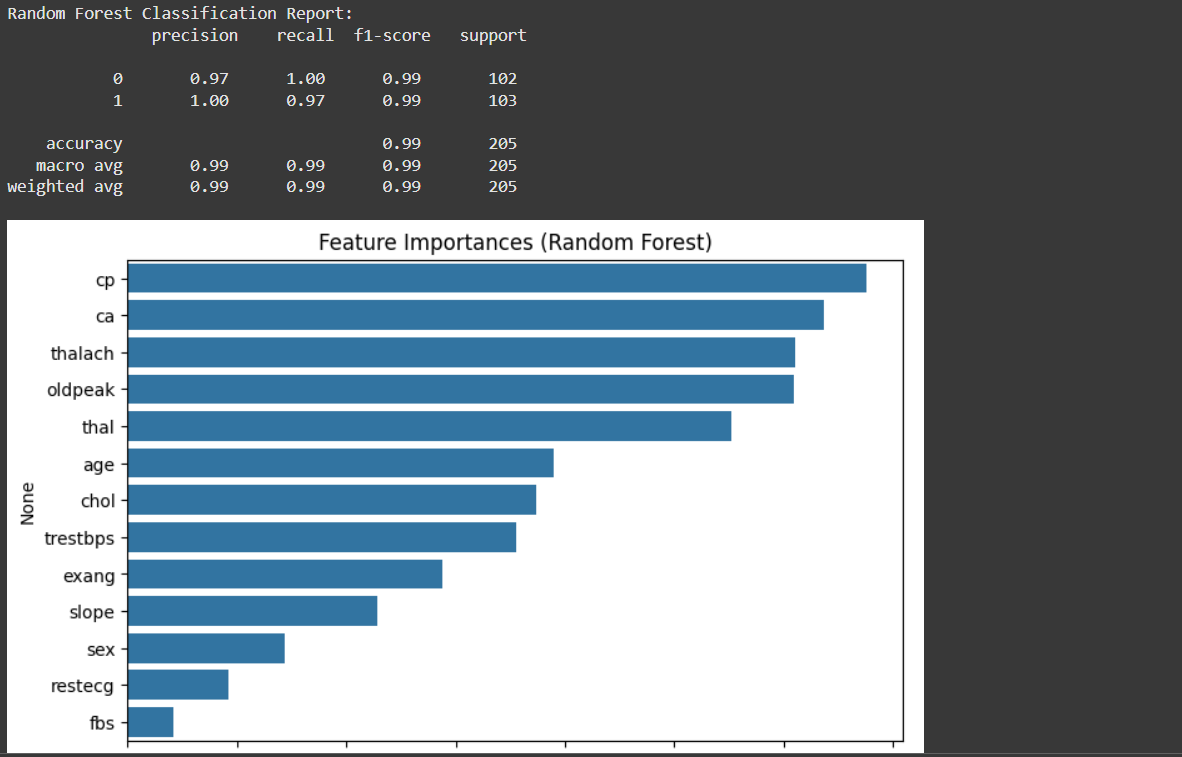 Random Forest Classification Report:
precision recall f1-score support
0 0.97 1.00 0.99 102
1 1.00 0.97 0.99 103
accuracy 0.99 205
macro avg 0.99 0.99 0.99 205
weighted avg 0.99 0.99 0.99 205
Feature Importances (Random Forest)
cp
ca
thalach
oldpeak
thal
age
chol
trestbps
exang
slope
sex
restecg
fbs
None